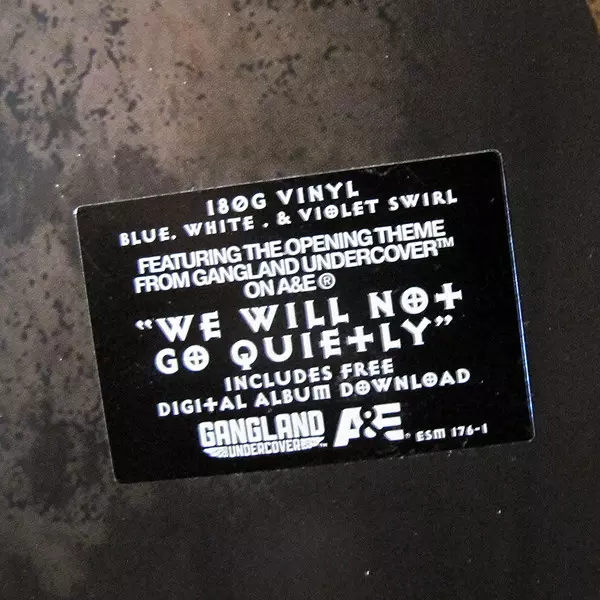 180G VINYL
BLUE, WHITE, & VIOLET SWIRL
FEATURING THE OPENING THEME
FROM GANGLAND UNDERCOVER™
ON A&E®
"WE WILL NOT
GO QUIETLY"
INCLUDES FREE
DIGITAL ALBUM DOWNLOAD
GANGLAND
UNDERCOVER™
A&E® ESM 176-1